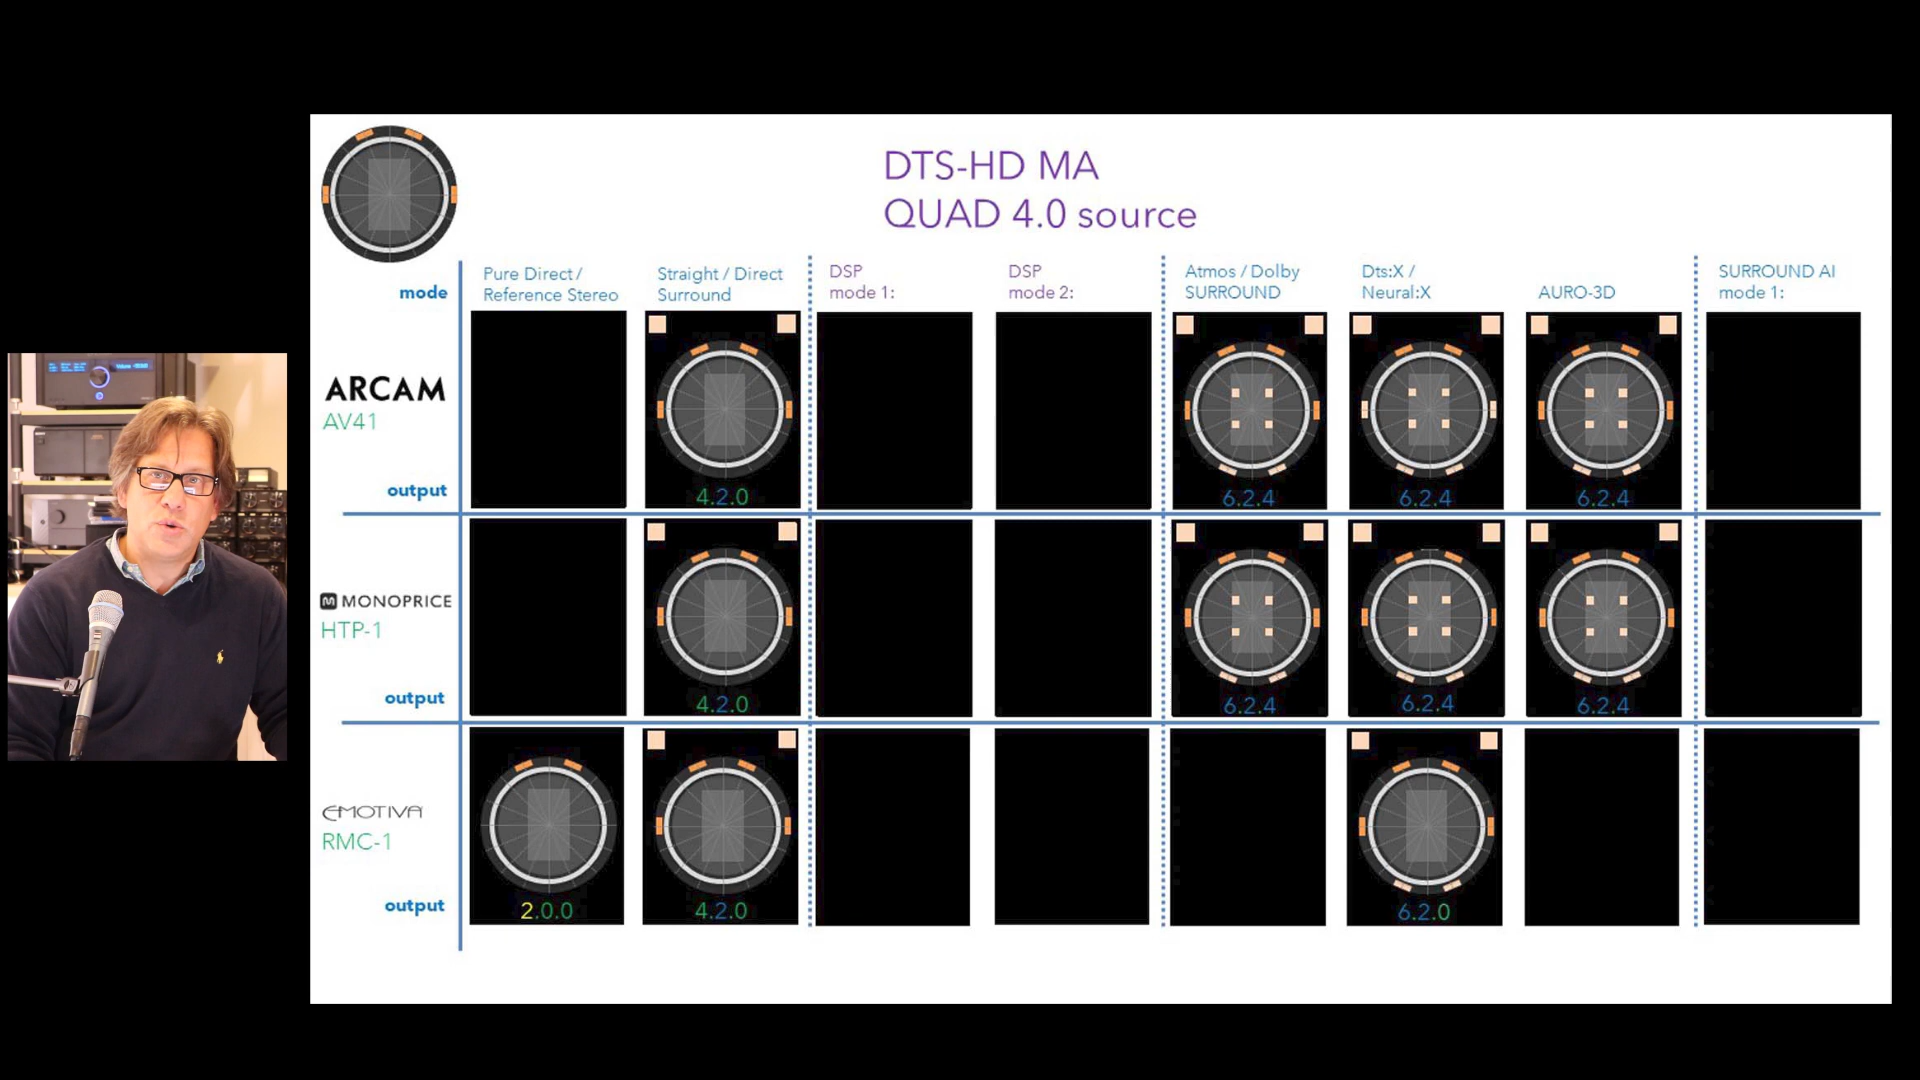 DTS-HD MA
QUAD 4.0 source
mode
Pure Direct /
Reference Stereo
Straight / Direct
Surround
DSP
mode 1:
DSP
mode 2:
Atmos / Dolby
SURROUND
Dts:X /
Neural:X
AURO-3D
SURROUND AI
mode 1:
ARCAM
AV41
output
4.2.0
6.2.4
6.2.4
6.2.4
MONOPRICE
HTP-1
output
4.2.0
6.2.4
6.2.4
6.2.4
EMOTIVA
RMC-1
output
2.0.0
4.2.0
6.2.0